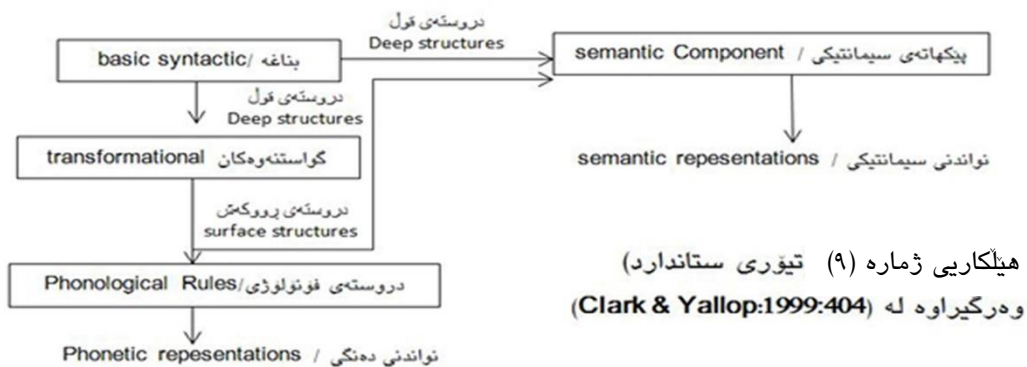 دروستەی قوڵ
Deep structures
basic syntactic/ بناغە
semantic Component / پێکهاتەی سیمانتیکی
دروستەی قوڵ
Deep structures
transformational گواستنەوەکان
semantic repesentations / نواندنی سیمانتیکی
دروستەی ڕووکەش
surface structures
هێڵکاریی ژمارە (٩) تیۆری ستاندارد)
Phonological Rules/دروستەی فۆنۆلۆژی
وەرگیراوە لە (Clark & Yallop:1999:404)
Phonetic repesentations / نواندنی دەنگی